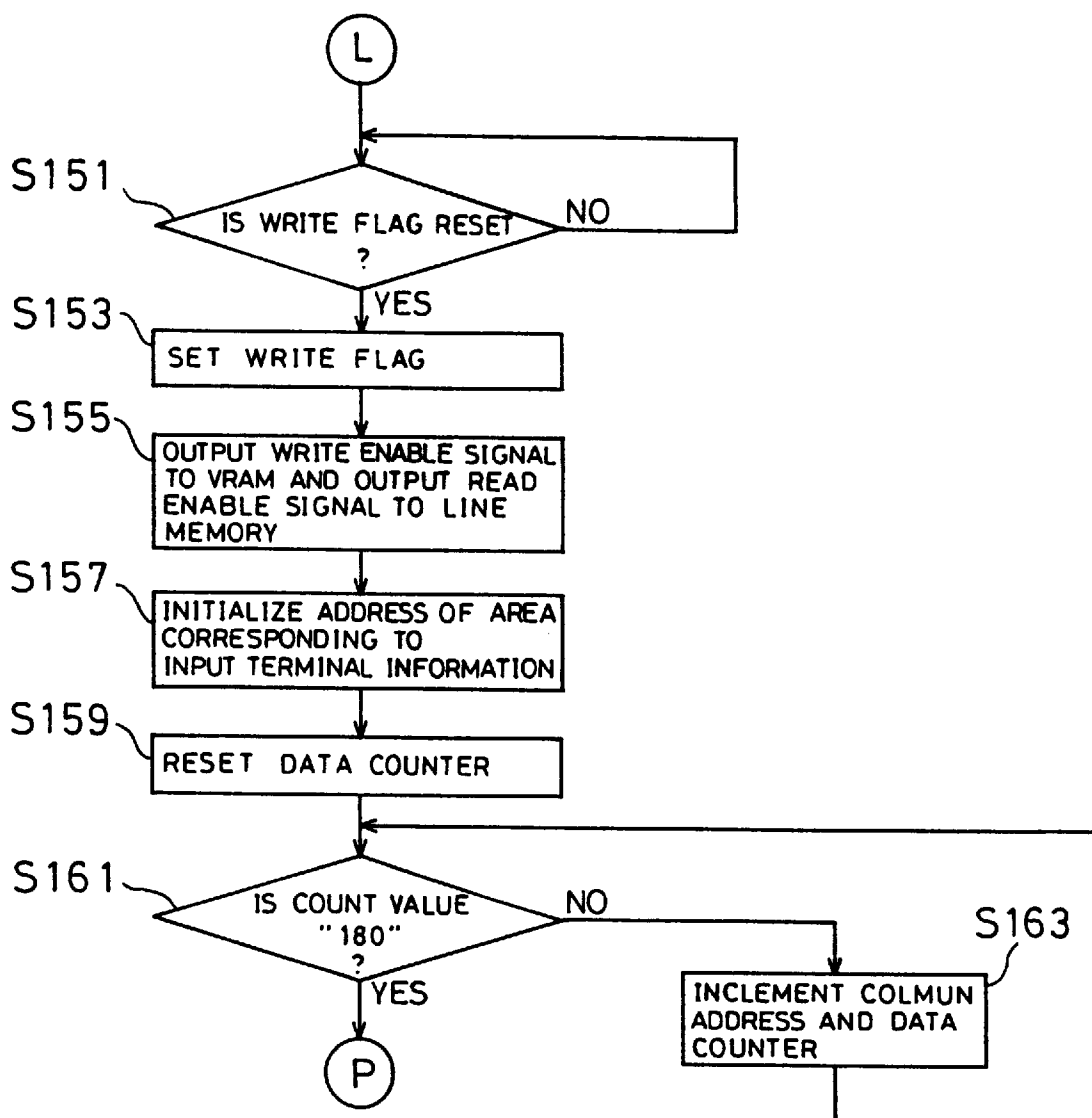 L
S151
IS WRITE FLAG RESET
?
NO
YES
S153
SET WRITE FLAG
S155
OUTPUT WRITE ENABLE SIGNAL
TO VRAM AND OUTPUT READ
ENABLE SIGNAL TO LINE
MEMORY
S157
INITIALIZE ADDRESS OF AREA
CORRESPONDING TO
INPUT TERMINAL INFORMATION
S159
RESET DATA COUNTER
S161
IS COUNT VALUE
"180"
?
NO
YES
S163
INCLEMENT COLMUN
ADDRESS AND DATA
COUNTER
P